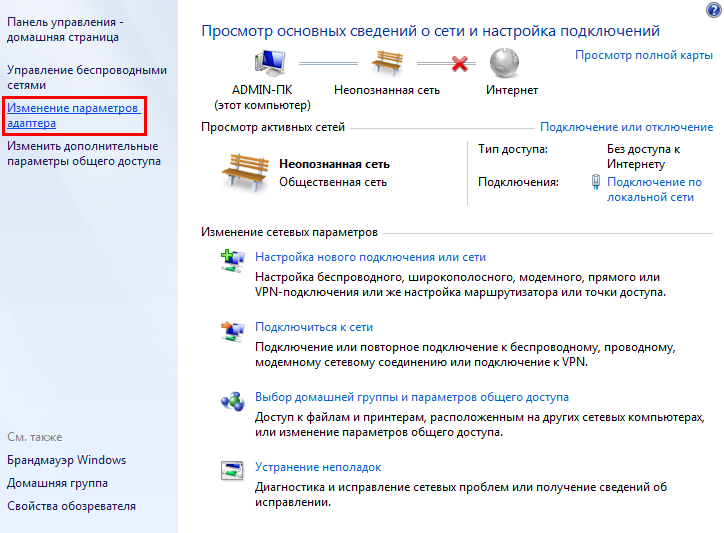 Панель управления -
домашняя страница
Управление беспроводными
сетями
Изменение параметров
адаптера
Изменить дополнительные
параметры общего доступа
См. также
Брандмауэр Windows
Домашняя группа
Свойства обозревателя
Просмотр основных сведений о сети и настройка подключений
Просмотр полной карты
ADMIN-ПК
(этот компьютер)
Неопознанная сеть
Интернет
Просмотр активных сетей
Подключение или отключение
Неопознанная сеть
Общественная сеть
Тип доступа:
Без доступа к
Интернету
Подключения:
Подключение по
локальной сети
Изменение сетевых параметров
Настройка нового подключения или сети
Настройка беспроводного, широкополосного, модемного, прямого или
VPN-подключения или же настройка маршрутизатора или точки доступа.
Подключиться к сети
Подключение или повторное подключение к беспроводному, проводному,
модемному сетевому соединению или подключение к VPN.
Выбор домашней группы и параметров общего доступа
Доступ к файлам и принтерам, расположенным на других сетевых компьютерах,
или изменение параметров общего доступа.
Устранение неполадок
Диагностика и исправление сетевых проблем или получение сведений об
исправлении.